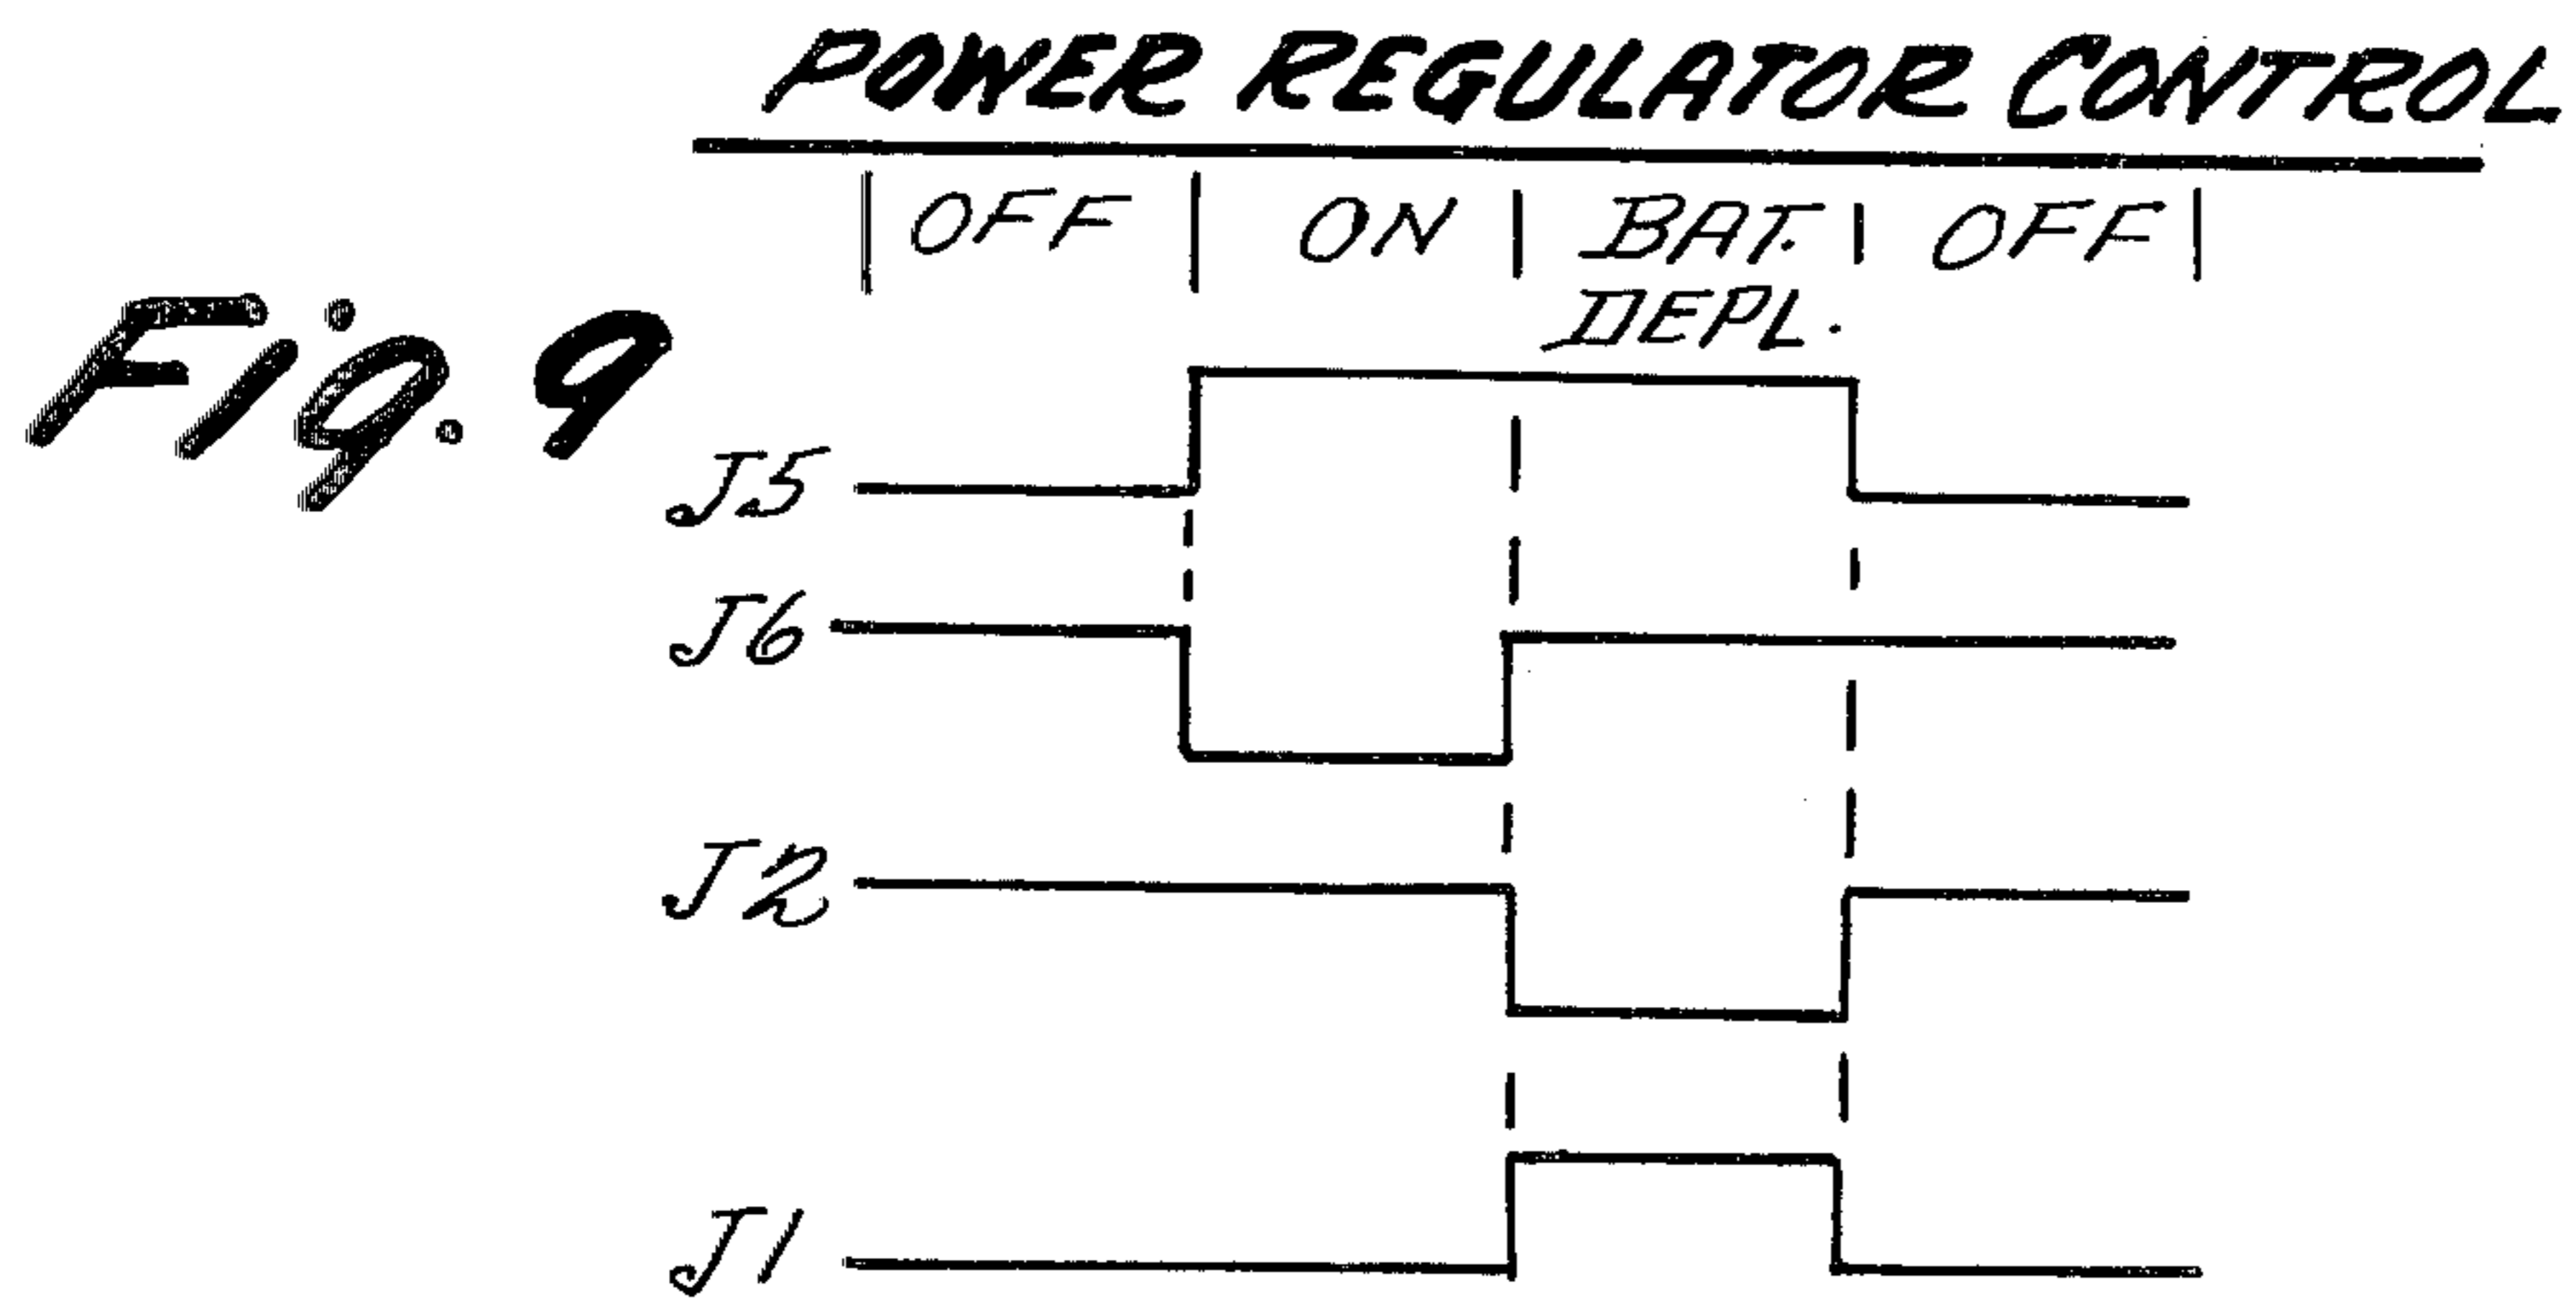 POWER REGULATOR CONTROL
OFF ON BAT. OFF
DEPL.
Fig. 9
J5
J6
J2
J1